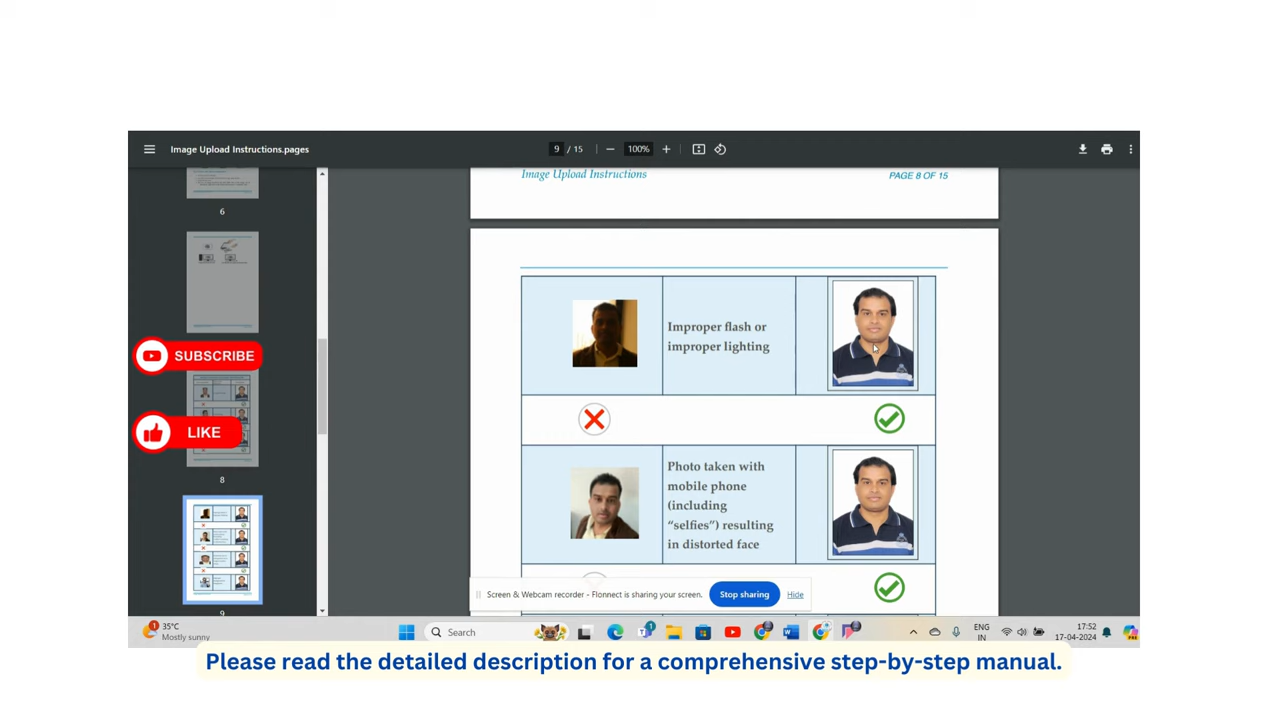 Image Upload Instructions.pages
9 / 15
100%
Image Upload Instructions
PAGE 8 OF 15
6
8
9
SUBSCRIBE
LIKE
Improper flash or
improper lighting
Photo taken with
mobile phone
(including
“selfies”) resulting
in distorted face
Screen & Webcam recorder - Flonnect is sharing your screen.
Stop sharing
Hide
1
35°C
Mostly sunny
Search
1
ENG
IN
17:52
17-04-2024
Please read the detailed description for a comprehensive step-by-step manual.